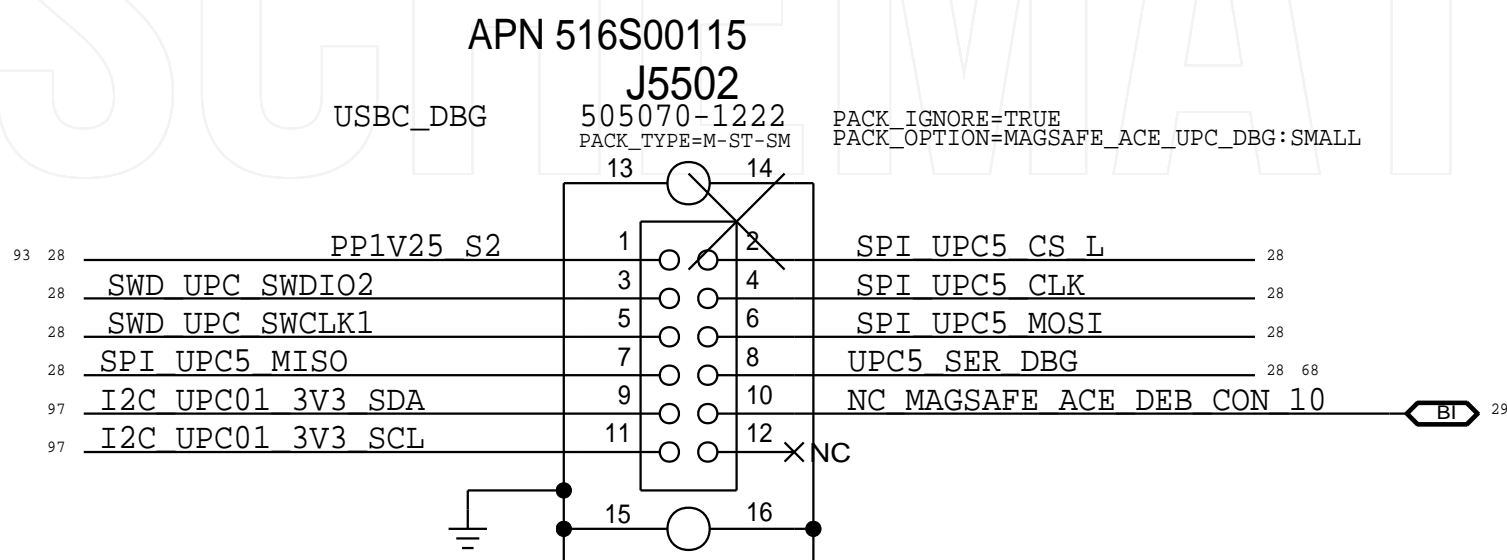 SCHEMAT
APN 516S00115
J5502
USBC_DBG 505070-1222 PACK_IGNORE=TRUE
PACK_TYPE=M-ST-SM PACK_OPTION=MAGSAFE_ACE_UPC_DBG:SMALL
13 14
93 28 PP1V25_S2 1 2 SPI_UPC5_CS_L 28
28 SWD_UPC_SWDIO2 3 4 SPI_UPC5_CLK 28
28 SWD_UPC_SWCLK1 5 6 SPI_UPC5_MOSI 28
28 SPI_UPC5_MISO 7 8 UPC5_SER_DBG 28 68
97 I2C_UPC01_3V3_SDA 9 10 NC_MAGSAFE_ACE_DEB_CON_10 BI 29
97 I2C_UPC01_3V3_SCL 11 12 NC
15 16